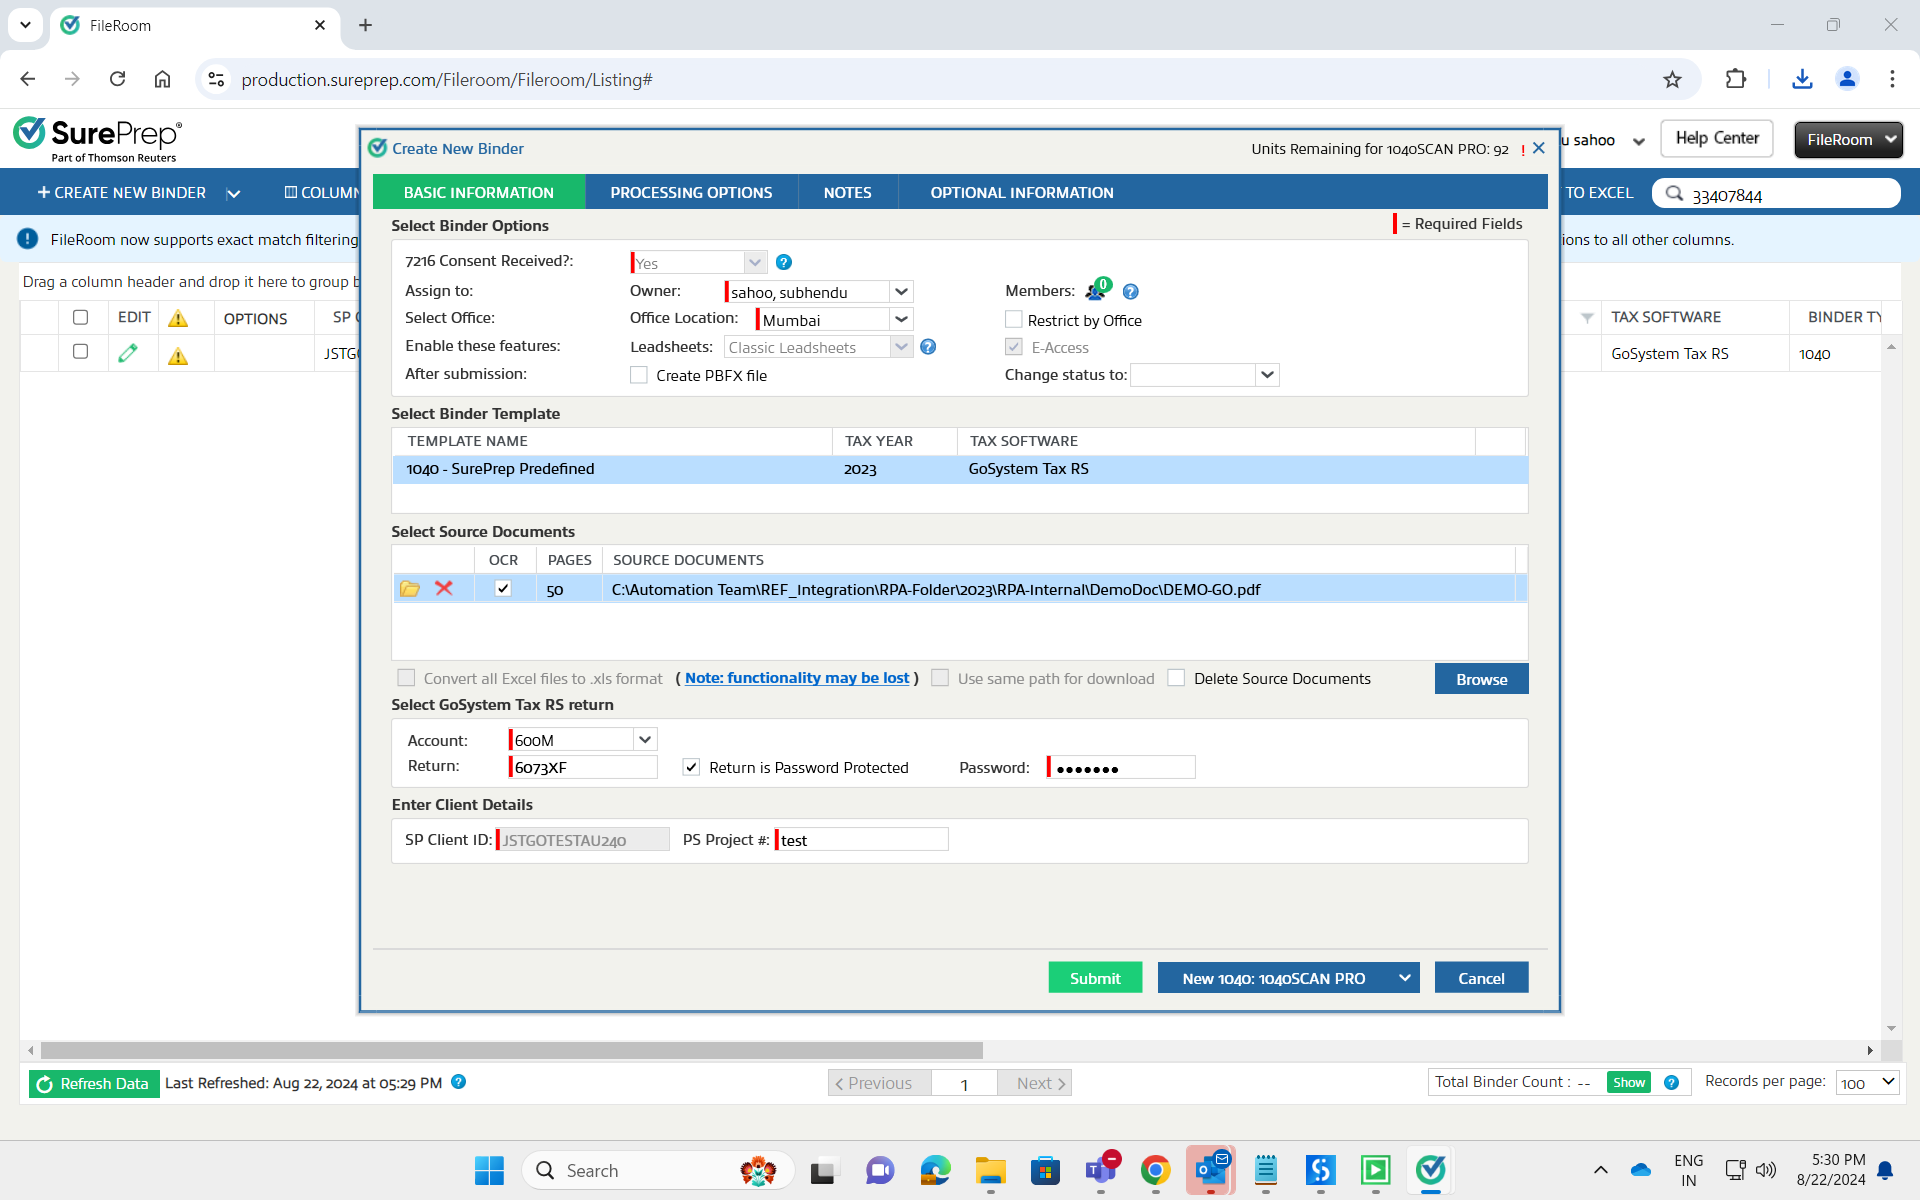 FileRoom
production.sureprep.com/Fileroom/Fileroom/Listing#
SurePrep®
Part of Thomson Reuters
u sahoo
Help Center
FileRoom
+ CREATE NEW BINDER
COLUMN
TO EXCEL
33407844
FileRoom now supports exact match filtering
ions to all other columns.
Drag a column header and drop it here to group b
EDIT
OPTIONS
SP C
TAX SOFTWARE
BINDER TY
JSTGO
GoSystem Tax RS
1040
Create New Binder
Units Remaining for 1040SCAN PRO: 92 !
BASIC INFORMATION
PROCESSING OPTIONS
NOTES
OPTIONAL INFORMATION
Select Binder Options
= Required Fields
7216 Consent Received?:
Yes
Assign to:
Owner:
sahoo, subhendu
Members:
0
Select Office:
Office Location:
Mumbai
Restrict by Office
Enable these features:
Leadsheets:
Classic Leadsheets
E-Access
After submission:
Create PBFX file
Change status to:
Select Binder Template
TEMPLATE NAME
TAX YEAR
TAX SOFTWARE
1040 - SurePrep Predefined
2023
GoSystem Tax RS
Select Source Documents
OCR
PAGES
SOURCE DOCUMENTS
50
C:\Automation Team\REF_Integration\RPA-Folder\2023\RPA-Internal\DemoDoc\DEMO-GO.pdf
Convert all Excel files to .xls format
( Note: functionality may be lost )
Use same path for download
Delete Source Documents
Browse
Select GoSystem Tax RS return
Account:
600M
Return:
6073XF
Return is Password Protected
Password:
•••••••
Enter Client Details
SP Client ID:
JSTGOTESTAU240
PS Project #:
test
Submit
New 1040: 1040SCAN PRO
Cancel
Refresh Data
Last Refreshed: Aug 22, 2024 at 05:29 PM
< Previous
1
Next >
Total Binder Count : --
Show
Records per page:
100
Search
ENG
IN
5:30 PM
8/22/2024